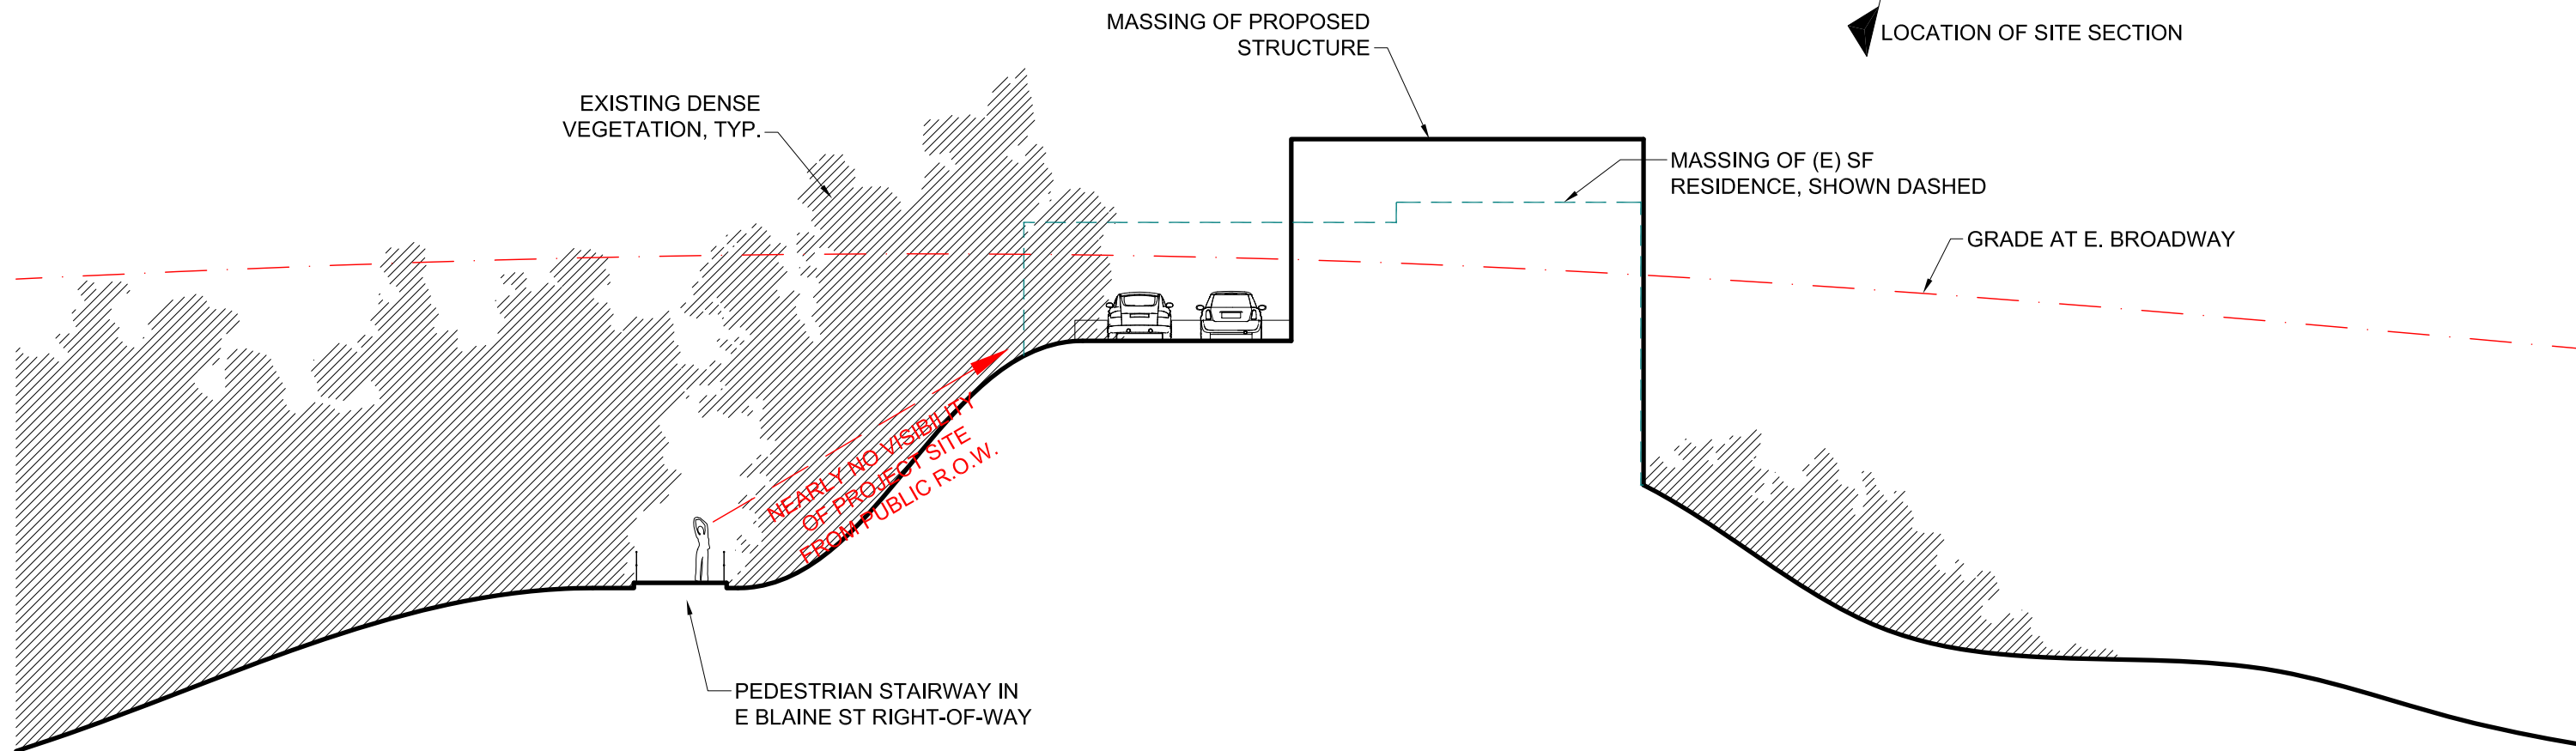 MASSING OF PROPOSED
STRUCTURE
LOCATION OF SITE SECTION
EXISTING DENSE
VEGETATION, TYP.
MASSING OF (E) SF
RESIDENCE, SHOWN DASHED
GRADE AT E. BROADWAY
NEARLY NO VISIBILITY
OF PROJECT SITE
FROM PUBLIC R.O.W.
PEDESTRIAN STAIRWAY IN
E BLAINE ST RIGHT-OF-WAY